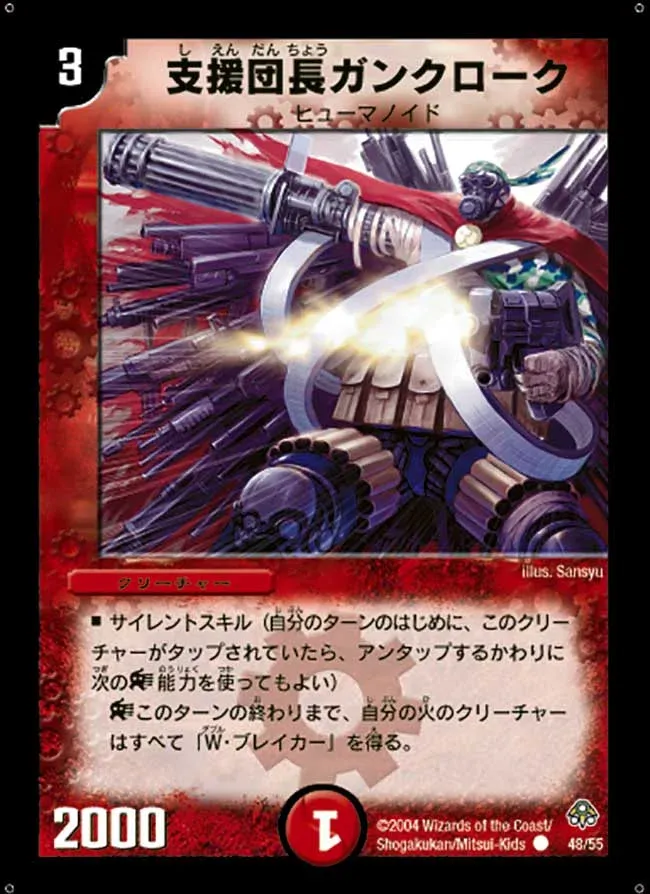 3
し えん だん ちょう
支援団長ガンクローク
ヒューマノイド
illus. Sansyu
クリーチャー
■ サイレントスキル（自分のターンのはじめに、このクリー
チャーがタップされていたら、アンタップするかわりに
次の 能力を使ってもよい）
このターンの終わりまで、自分の火のクリーチャー
はすべて「W・ブレイカー」を得る。
2000
1
©2004 Wizards of the Coast/
Shogakukan/Mitsui-Kids
48/55